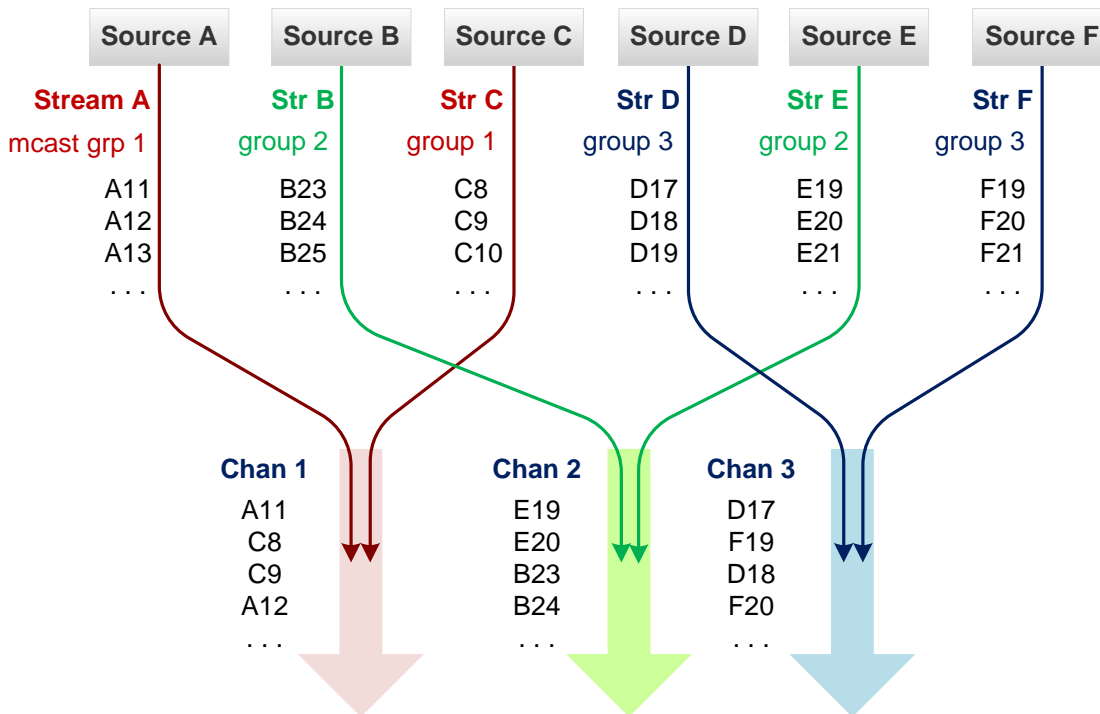 Source A
Source B
Source C
Source D
Source E
Source F
Stream A
mcast grp 1
A11
A12
A13
. . .
Str B
group 2
B23
B24
B25
. . .
Str C
group 1
C8
C9
C10
. . .
Str D
group 3
D17
D18
D19
. . .
Str E
group 2
E19
E20
E21
. . .
Str F
group 3
F19
F20
F21
. . .
Chan 1
A11
C8
C9
A12
. . .
Chan 2
E19
E20
B23
B24
. . .
Chan 3
D17
F19
D18
F20
. . .